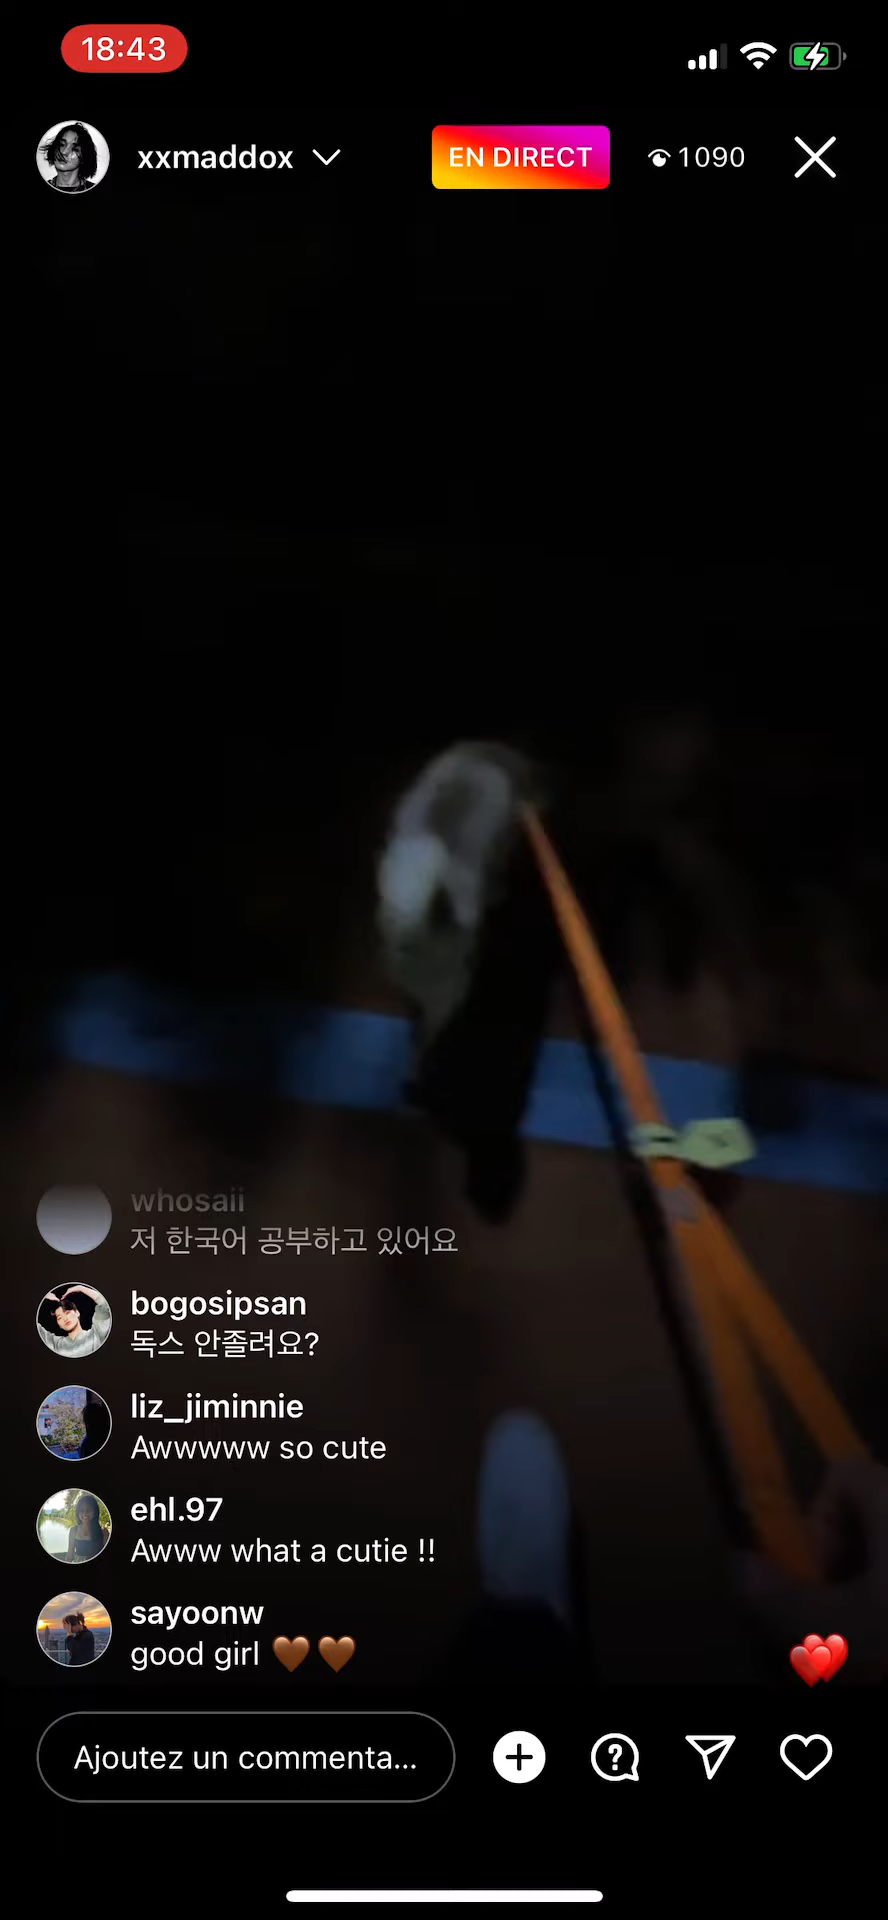 18:43
xxmaddox
EN DIRECT
1090
whosaii
저 한국어 공부하고 있어요
bogosipsan
독스 안졸려요?
liz_jiminnie
Awwwww so cute
ehl.97
Awww what a cutie !!
sayoonw
good girl 🤎 🤎
Ajoutez un commenta...